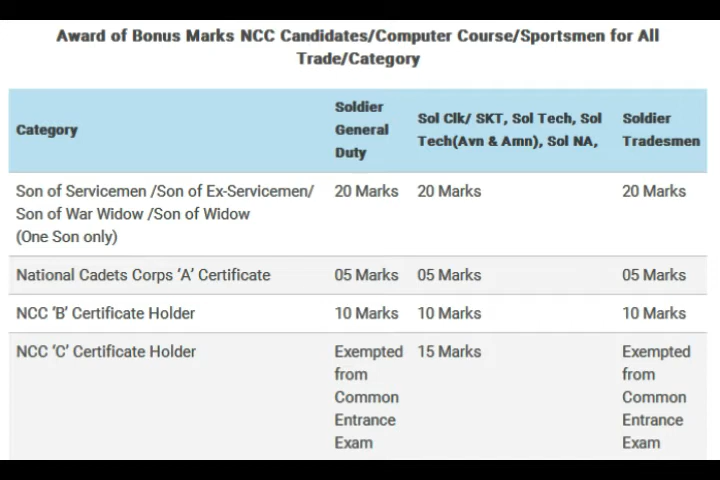 Award of Bonus Marks NCC Candidates/Computer Course/Sportsmen for All
Trade/Category
Category
Soldier
General
Duty
Sol Clk/ SKT, Sol Tech, Sol
Tech(Avn & Amn), Sol NA,
Soldier
Tradesmen
Son of Servicemen /Son of Ex-Servicemen/
Son of War Widow /Son of Widow
(One Son only)
20 Marks
20 Marks
20 Marks
National Cadets Corps ‘A’ Certificate
05 Marks
05 Marks
05 Marks
NCC ‘B’ Certificate Holder
10 Marks
10 Marks
10 Marks
NCC ‘C’ Certificate Holder
Exempted
from
Common
Entrance
Exam
15 Marks
Exempted
from
Common
Entrance
Exam